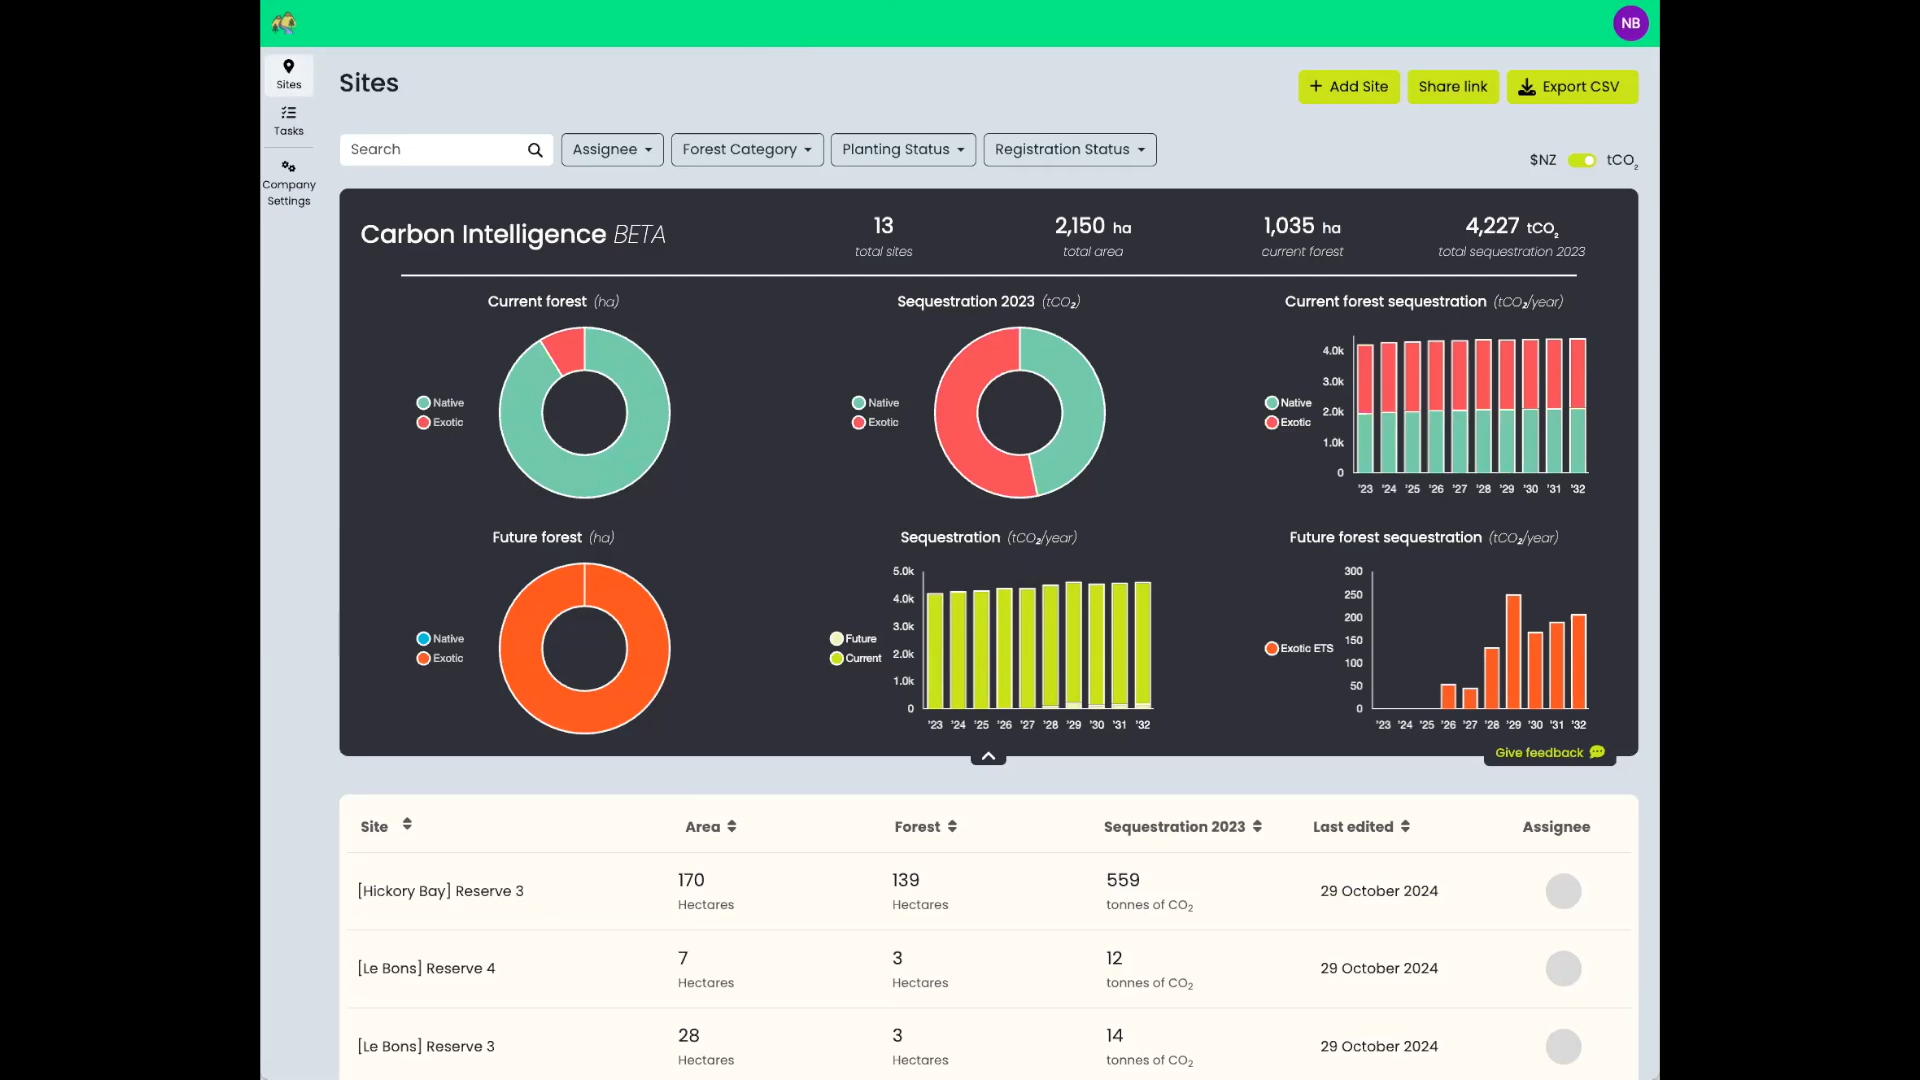 NB
Sites
Tasks
Company
Settings
Sites
+ Add Site
Share link
Export CSV
Search
Assignee
Forest Category
Planting Status
Registration Status
$NZ
tCO₂
Carbon Intelligence BETA
13
total sites
2,150 ha
total area
1,035 ha
current forest
4,227 tCO₂
total sequestration 2023
Current forest (ha)
Native
Exotic
Sequestration 2023 (tCO₂)
Native
Exotic
Current forest sequestration (tCO₂/year)
Native
Exotic
4.0k
3.0k
2.0k
1.0k
0
'23 '24 '25 '26 '27 '28 '29 '30 '31 '32
Future forest (ha)
Native
Exotic
Sequestration (tCO₂/year)
Future
Current
5.0k
4.0k
3.0k
2.0k
1.0k
0
'23 '24 '25 '26 '27 '28 '29 '30 '31 '32
Future forest sequestration (tCO₂/year)
Exotic ETS
300
250
200
150
100
50
0
'23 '24 '25 '26 '27 '28 '29 '30 '31 '32
Give feedback
Site Area Forest Sequestration 2023 Last edited Assignee
[Hickory Bay] Reserve 3 170 139 559 29 October 2024
Hectares Hectares tonnes of CO₂
[Le Bons] Reserve 4 7 3 12 29 October 2024
Hectares Hectares tonnes of CO₂
[Le Bons] Reserve 3 28 3 14 29 October 2024
Hectares Hectares tonnes of CO₂